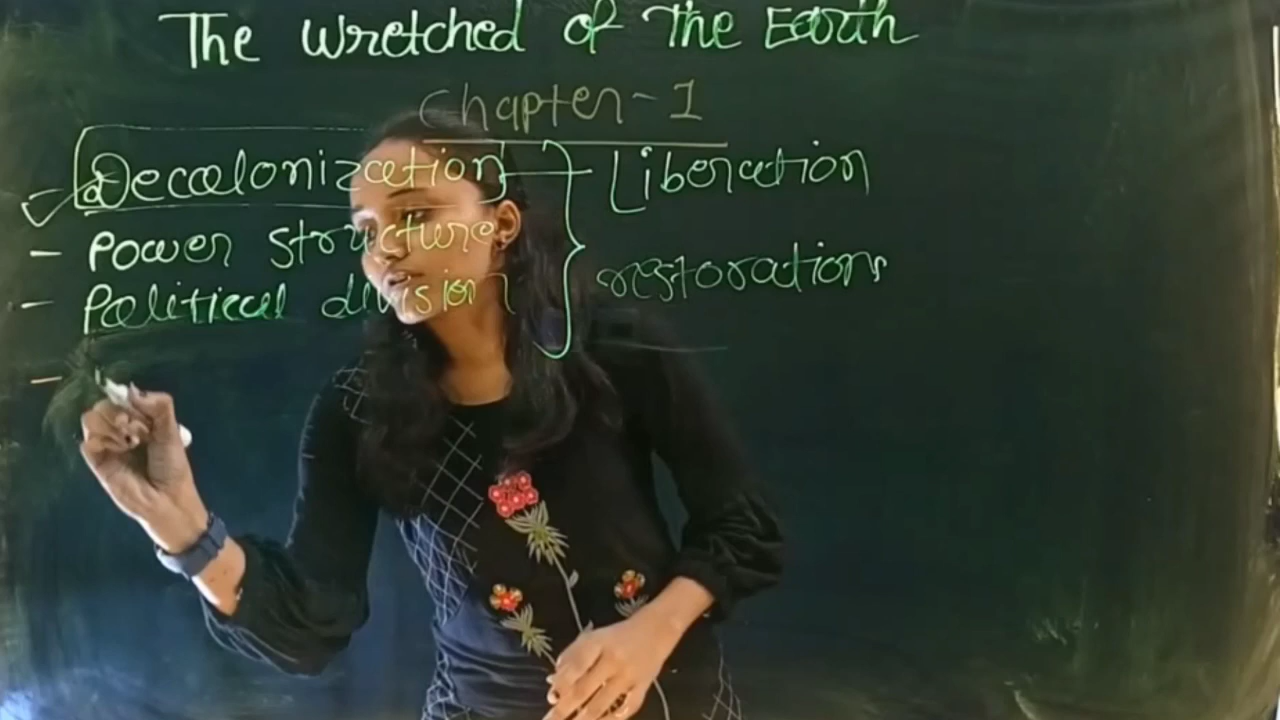 The Wretched of The Earth
Chapter-1
Decolonization Liberation
- Power structure
- Political division restoration
-